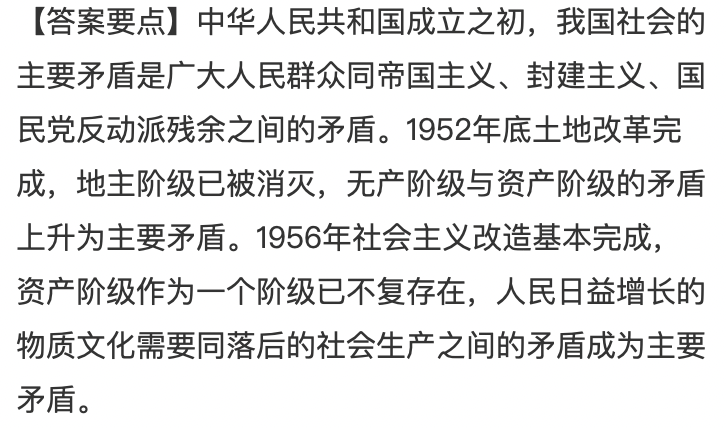 【答案要点】中华人民共和国成立之初，我国社会的
主要矛盾是广大人民群众同帝国主义、封建主义、国
民党反动派残余之间的矛盾。1952年底土地改革完
成，地主阶级已被消灭，无产阶级与资产阶级的矛盾
上升为主要矛盾。1956年社会主义改造基本完成，
资产阶级作为一个阶级已不复存在，人民日益增长的
物质文化需要同落后的社会生产之间的矛盾成为主要
矛盾。